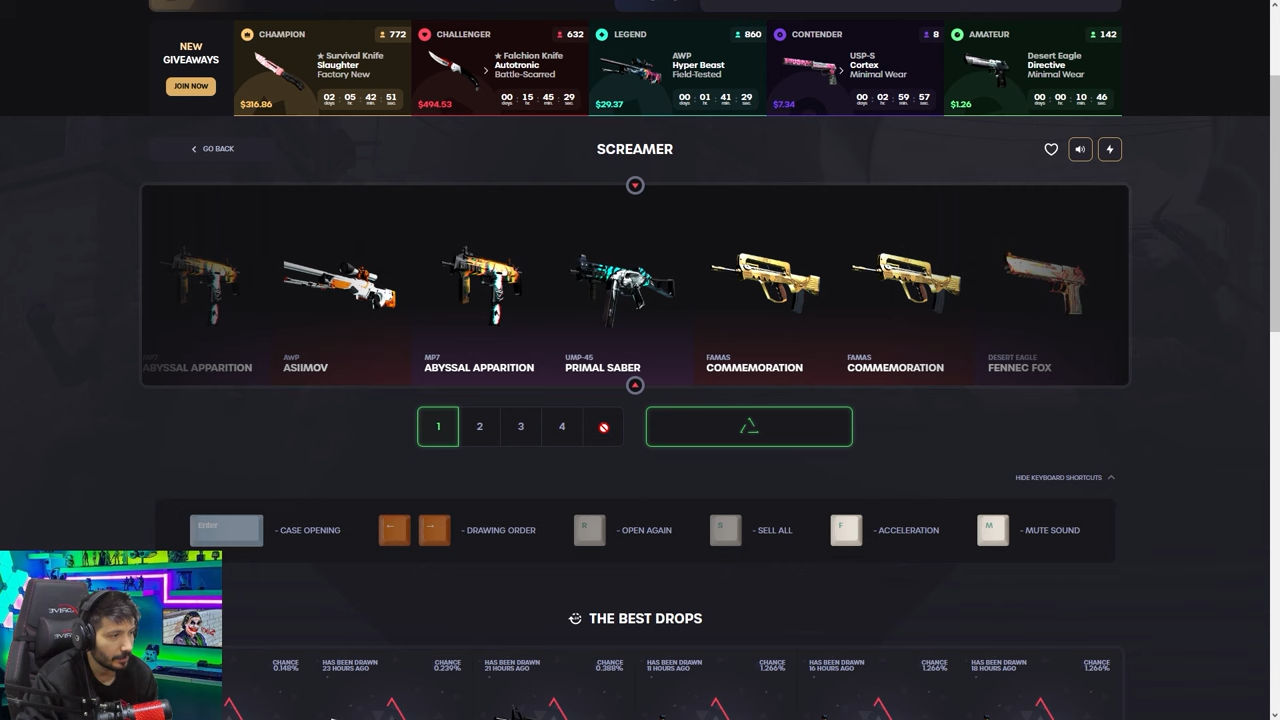 NEW
GIVEAWAYS
JOIN NOW
CHAMPION
772
★ Survival Knife
Slaughter
Factory New
$316.86
02 : 05 : 42 : 51
days hr. min. sec.
CHALLENGER
632
★ Falchion Knife
Autotronic
Battle-Scarred
$494.53
00 : 15 : 45 : 29
days hr. min. sec.
LEGEND
860
AWP
Hyper Beast
Field-Tested
$29.37
00 : 01 : 41 : 29
days hr. min. sec.
CONTENDER
8
USP-S
Cortex
Minimal Wear
$7.34
00 : 02 : 59 : 57
days hr. min. sec.
AMATEUR
142
Desert Eagle
Directive
Minimal Wear
$1.26
00 : 00 : 10 : 46
days hr. min. sec.
GO BACK
SCREAMER
MP7
ABYSSAL APPARITION
AWP
ASIIMOV
MP7
ABYSSAL APPARITION
UMP-45
PRIMAL SABER
FAMAS
COMMEMORATION
FAMAS
COMMEMORATION
DESERT EAGLE
FENNEC FOX
1 2 3 4
HIDE KEYBOARD SHORTCUTS
Enter - CASE OPENING
← → - DRAWING ORDER
R - OPEN AGAIN
S - SELL ALL
F - ACCELERATION
M - MUTE SOUND
THE BEST DROPS
CHANCE
0.148%
HAS BEEN DRAWN
23 HOURS AGO
CHANCE
0.239%
HAS BEEN DRAWN
21 HOURS AGO
CHANCE
0.388%
HAS BEEN DRAWN
11 HOURS AGO
CHANCE
1.266%
HAS BEEN DRAWN
16 HOURS AGO
CHANCE
1.266%
HAS BEEN DRAWN
18 HOURS AGO
CHANCE
1.266%